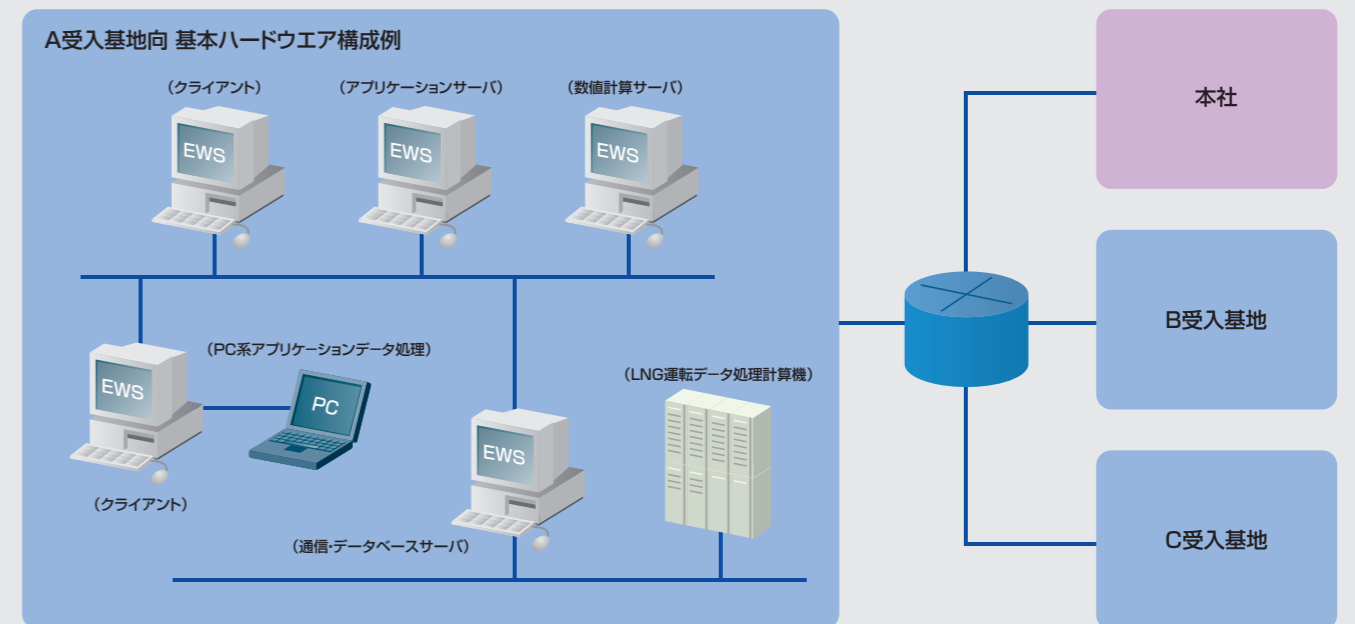 A受入基地向 基本ハードウエア構成例
（クライアント）
（アプリケーションサーバ）
（数値計算サーバ）
EWS
EWS
EWS
本社
B受入基地
（PC系アプリケーションデータ処理）
EWS
PC
（クライアント）
（LNG運転データ処理計算機）
EWS
（通信・データベースサーバ）
C受入基地